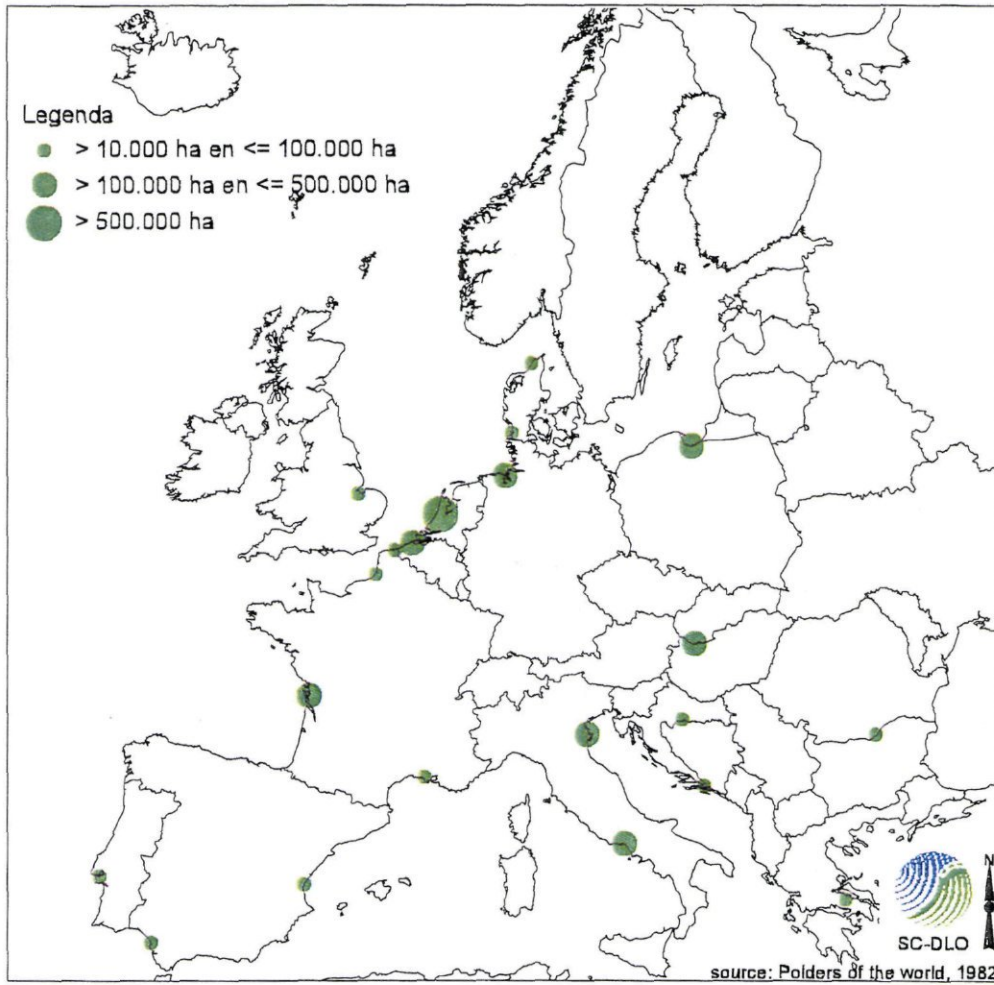 Legenda
> 10.000 ha en <= 100.000 ha
> 100.000 ha en <= 500.000 ha
> 500.000 ha
N
SC-DLO
source: Polders of the world, 1982